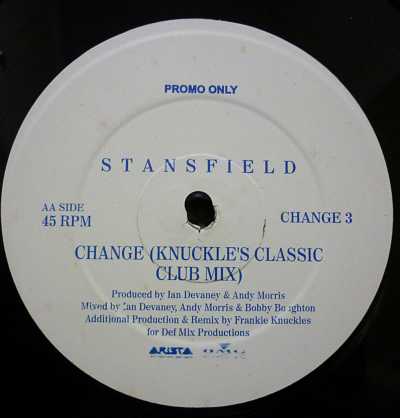 PROMO ONLY
STANSFIELD
AA SIDE
45 RPM
CHANGE 3
CHANGE (KNUCKLE'S CLASSIC
CLUB MIX)
Produced by Ian Devaney & Andy Morris
Mixed by Ian Devaney, Andy Morris & Bobby Boughton
Additional Production & Remix by Frankie Knuckles
for Def Mix Productions
ARISTA BMG